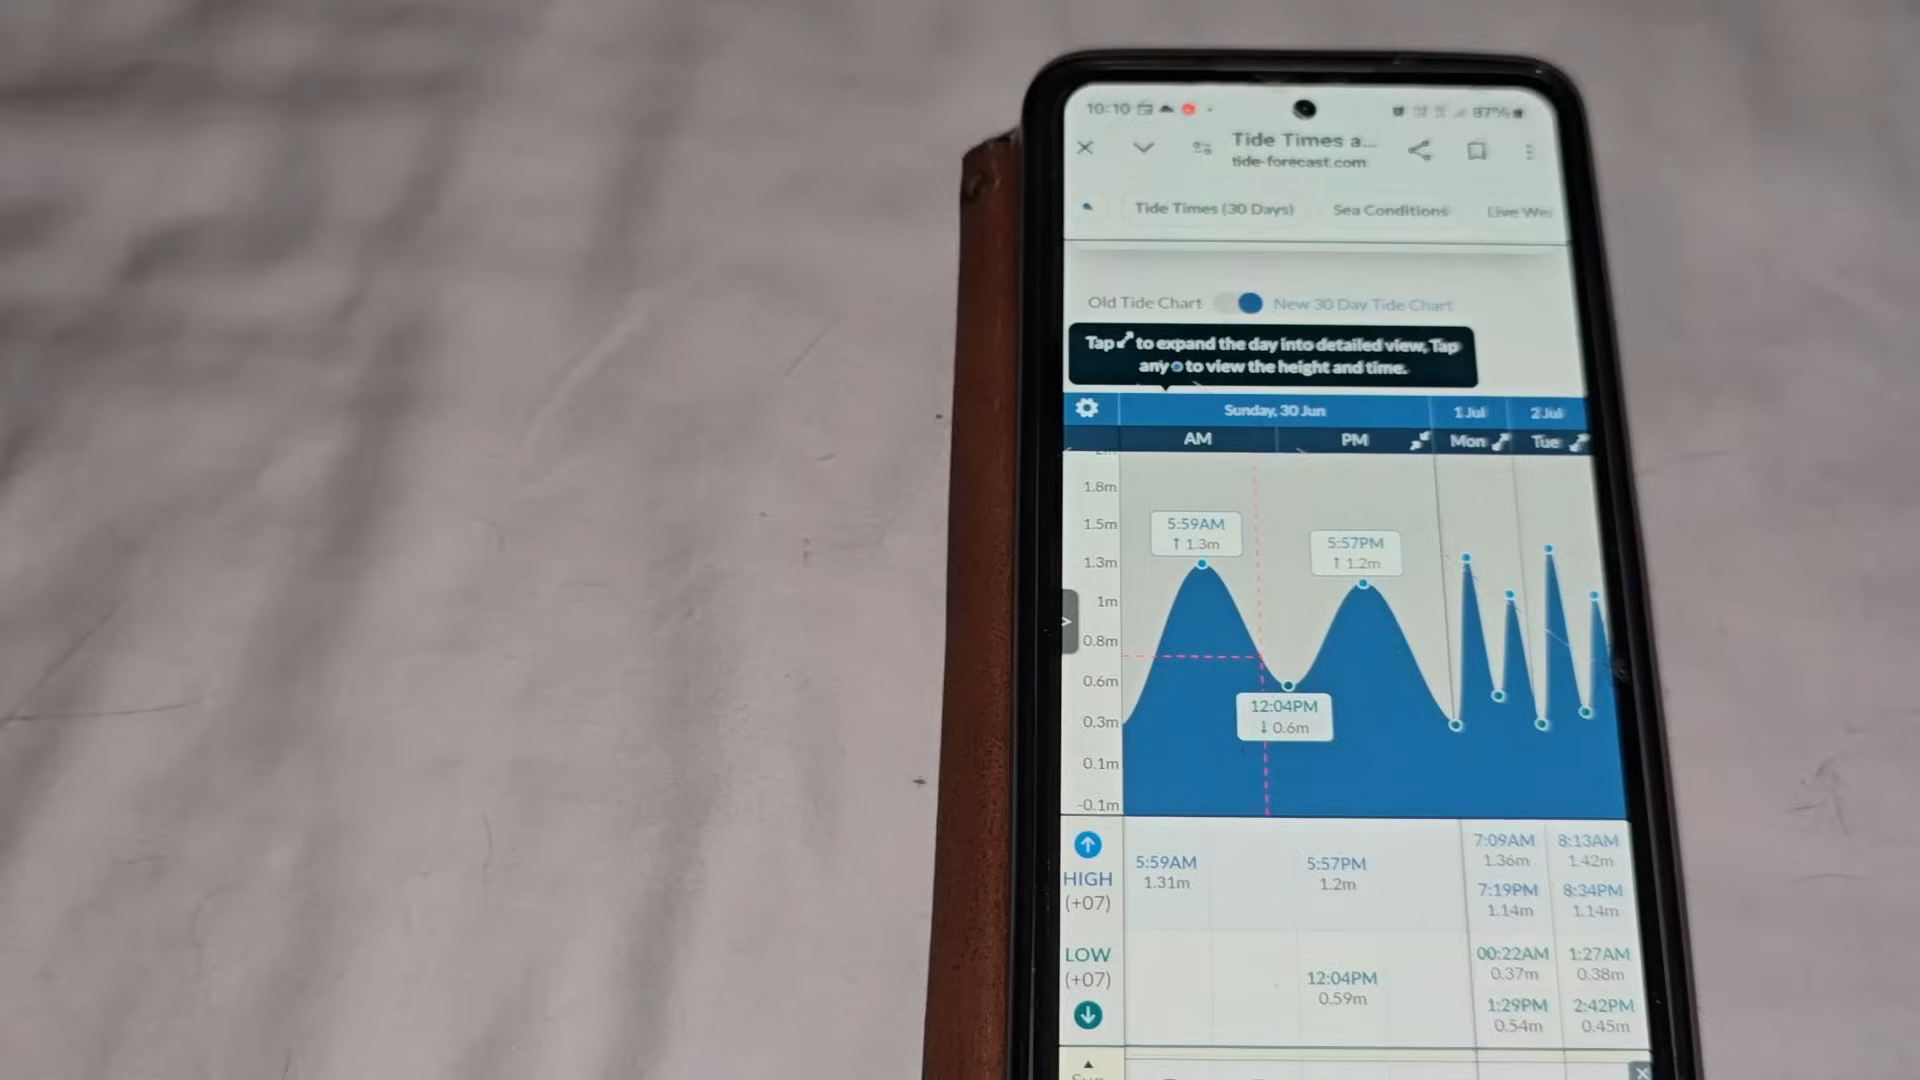 10:10
87%
Tide Times a...
tide-forecast.com
Tide Times (30 Days) Sea Conditions Live Wea
Old Tide Chart New 30 Day Tide Chart
Tap to expand the day into detailed view, Tap
any to view the height and time.
Sunday, 30 Jun 1 Jul 2 Jul
AM PM Mon Tue
1.8m
1.5m
1.3m
1m
0.8m
0.6m
0.3m
0.1m
-0.1m
5:59AM
↑ 1.3m
5:57PM
↑ 1.2m
12:04PM
↓ 0.6m
HIGH
(+07)
5:59AM
1.31m
5:57PM
1.2m
7:09AM 8:13AM
1.36m 1.42m
7:19PM 8:34PM
1.14m 1.14m
LOW
(+07)
12:04PM
0.59m
00:22AM 1:27AM
0.37m 0.38m
1:29PM 2:42PM
0.54m 0.45m